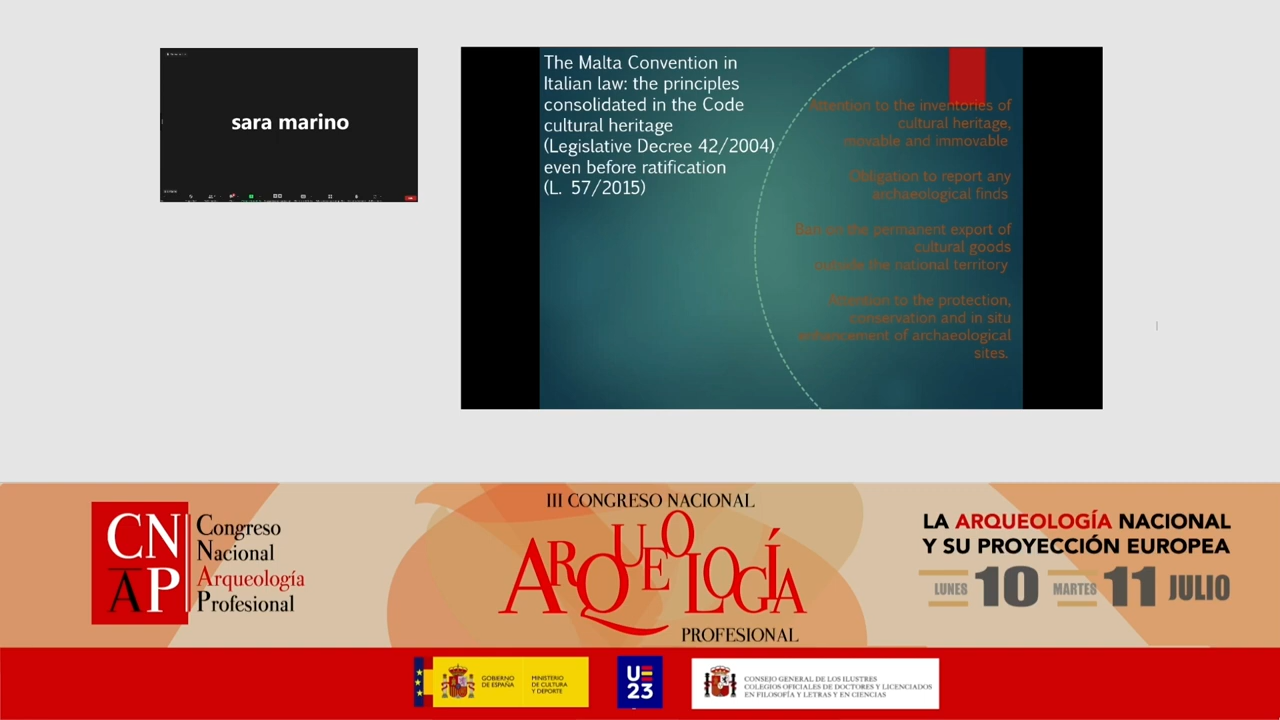 sara marino
The Malta Convention in
Italian law: the principles
consolidated in the Code
cultural heritage
(Legislative Decree 42/2004)
even before ratification
(L. 57/2015)
Attention to the inventories of
cultural heritage,
movable and immovable
Obligation to report any
archaeological finds
Ban on the permanent export of
cultural goods
outside the national territory
Attention to the protection,
conservation and in situ
enhancement of archaeological
sites.
CN
AP
Congreso
Nacional
Arqueología
Profesional
III CONGRESO NACIONAL
ARQUEOLOGÍA
PROFESIONAL
LA ARQUEOLOGÍA NACIONAL
Y SU PROYECCIÓN EUROPEA
LUNES 10 MARTES 11 JULIO
GOBIERNO
DE ESPAÑA
MINISTERIO
DE CULTURA
Y DEPORTE
UE
23
CONSEJO GENERAL DE LOS ILUSTRES
COLEGIOS OFICIALES DE DOCTORES Y LICENCIADOS
EN FILOSOFÍA Y LETRAS Y EN CIENCIAS